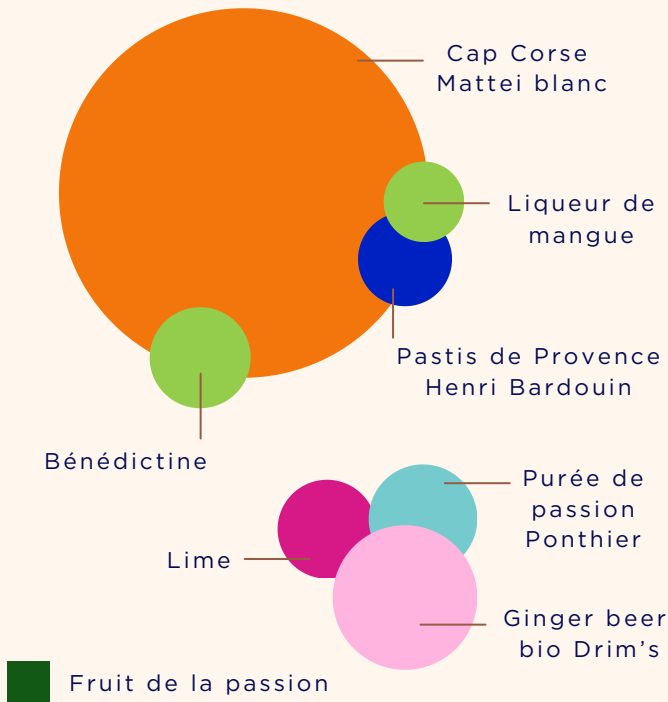 Cap Corse
Mattei blanc
Liqueur de
mangue
Pastis de Provence
Henri Bardouin
Bénédictine
Purée de
passion
Ponthier
Lime
Ginger beer
bio Drim's
Fruit de la passion